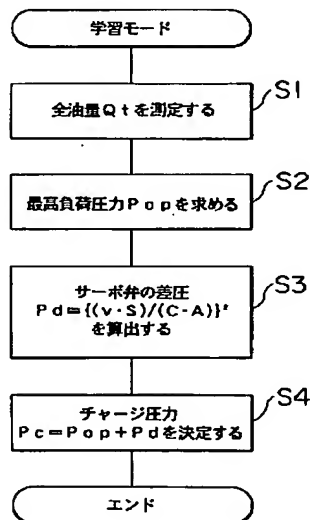 学習モード
全油量Qtを測定する
S1
最高負荷圧力Popを求める
S2
サーボ弁の差圧
Pd={(v・S)/(C-A)}²
を算出する
S3
チャージ圧力
Pc=Pop+Pdを決定する
S4
エンド